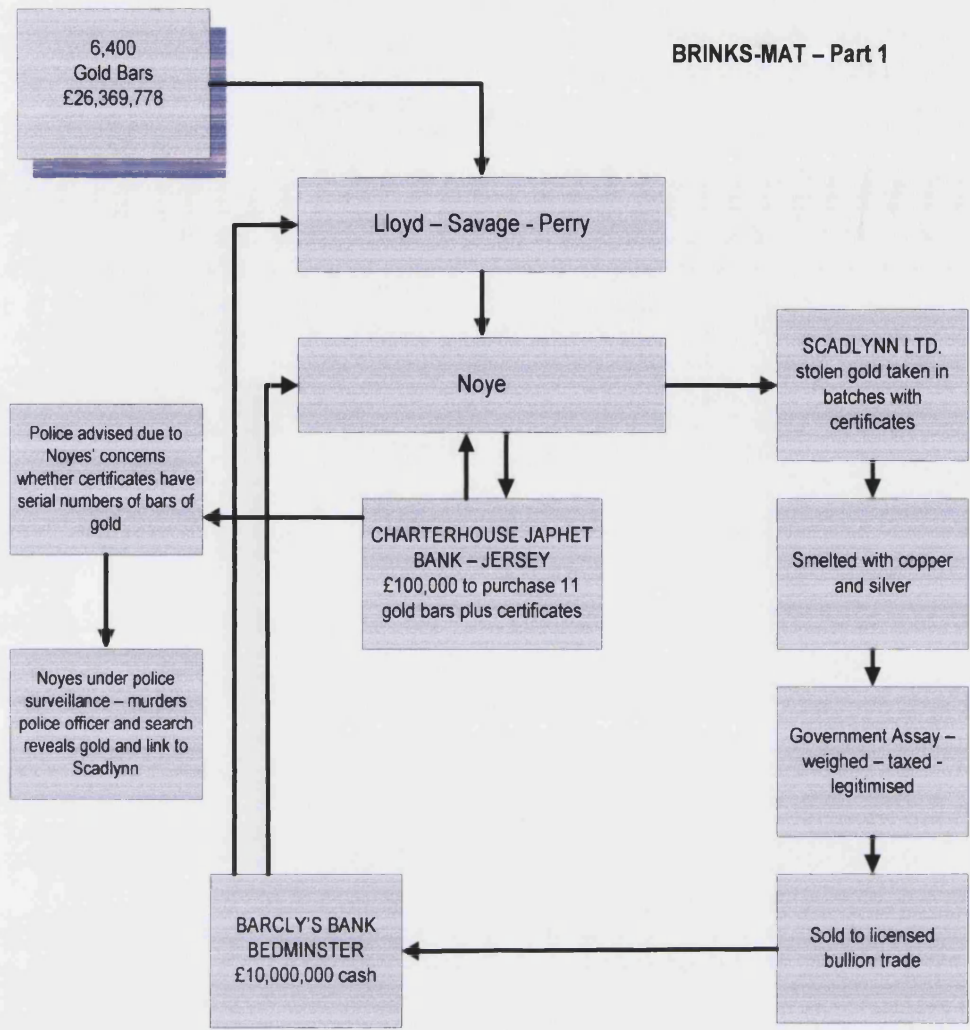 6,400
Gold Bars
£26,369,778
BRINKS-MAT – Part 1
Lloyd – Savage - Perry
Noye
SCADLYNN LTD.
stolen gold taken in
batches with
certificates
Police advised due to
Noyes' concerns
whether certificates have
serial numbers of bars of
gold
CHARTERHOUSE JAPHET
BANK – JERSEY
£100,000 to purchase 11
gold bars plus certificates
Smelted with copper
and silver
Noyes under police
surveillance – murders
police officer and search
reveals gold and link to
Scadlynn
Government Assay –
weighed – taxed -
legitimised
BARCLY'S BANK
BEDMINSTER
£10,000,000 cash
Sold to licensed
bullion trade